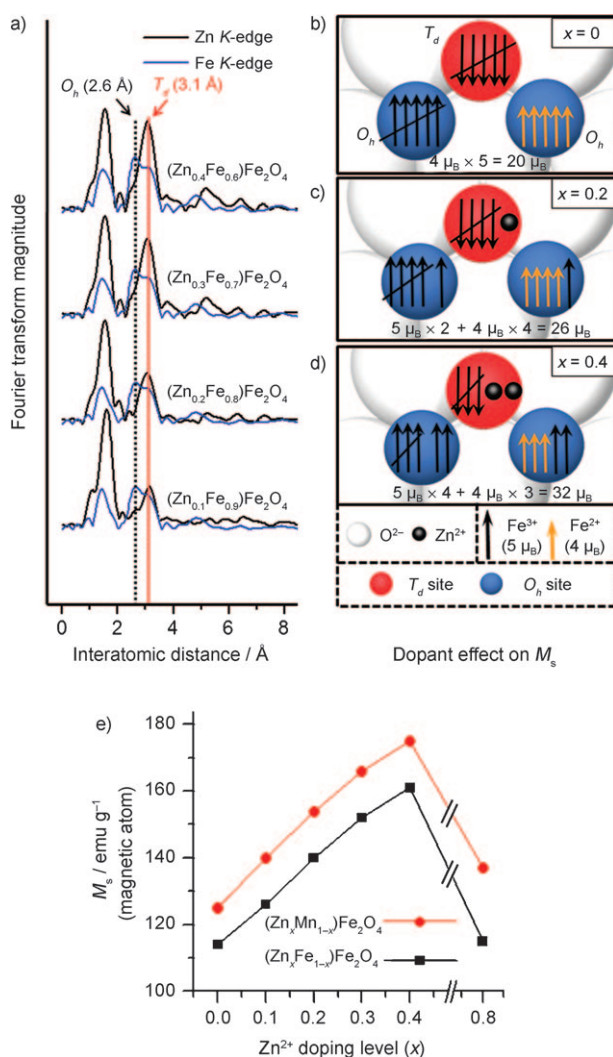 a)
Zn K-edge
Fe K-edge
Oh (2.6 Å)
Td (3.1 Å)
(Zn0.4Fe0.6)Fe2O4
(Zn0.3Fe0.7)Fe2O4
(Zn0.2Fe0.8)Fe2O4
(Zn0.1Fe0.9)Fe2O4
Fourier transform magnitude
0 2 4 6 8
Interatomic distance / Å
b)
x = 0
Td
Oh
Oh
4 μB × 5 = 20 μB
c)
x = 0.2
5 μB × 2 + 4 μB × 4 = 26 μB
d)
x = 0.4
5 μB × 4 + 4 μB × 3 = 32 μB
O2− Zn2+
Fe3+ Fe2+
(5 μB) (4 μB)
Td site Oh site
Dopant effect on Ms
e)
180
160
140
120
100
Ms / emu g−1
(magnetic atom)
(ZnxMn1−x)Fe2O4
(ZnxFe1−x)Fe2O4
0.0 0.1 0.2 0.3 0.4 0.8
Zn2+ doping level (x)